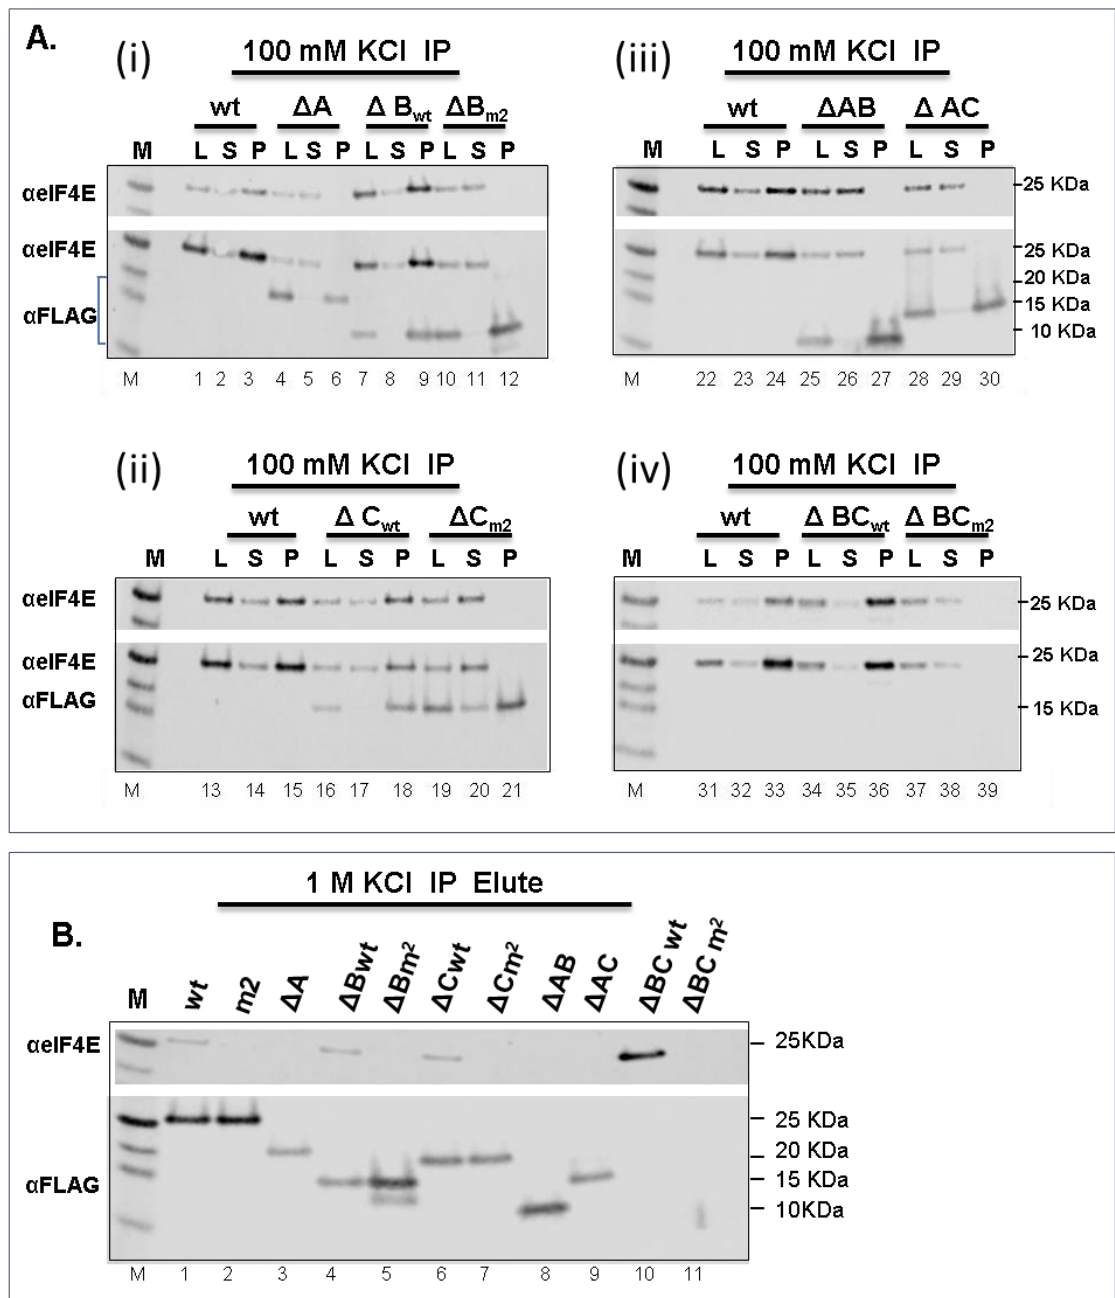 A.
(i)
100 mM KCl IP
wt ΔA Δ Bwt ΔBm2
M L S P L S P L S P L S P
αeIF4E
αeIF4E
αFLAG
M 1 2 3 4 5 6 7 8 9 10 11 12
(iii)
100 mM KCl IP
wt ΔAB Δ AC
M L S P L S P L S P
25 KDa
25 KDa
20 KDa
15 KDa
10 KDa
M 22 23 24 25 26 27 28 29 30
(ii)
100 mM KCl IP
wt Δ Cwt ΔCm2
M L S P L S P L S P
αeIF4E
αeIF4E
αFLAG
M 13 14 15 16 17 18 19 20 21
(iv)
100 mM KCl IP
wt Δ BCwt Δ BCm2
M L S P L S P L S P
25 KDa
25 KDa
15 KDa
M 31 32 33 34 35 36 37 38 39
1 M KCl IP Elute
B.
M wt m2 ΔA ΔBwt ΔBm² ΔCwt ΔCm² ΔAB ΔAC ΔBC wt ΔBC m²
αeIF4E
25KDa
25 KDa
20 KDa
αFLAG
15 KDa
10KDa
M 1 2 3 4 5 6 7 8 9 10 11